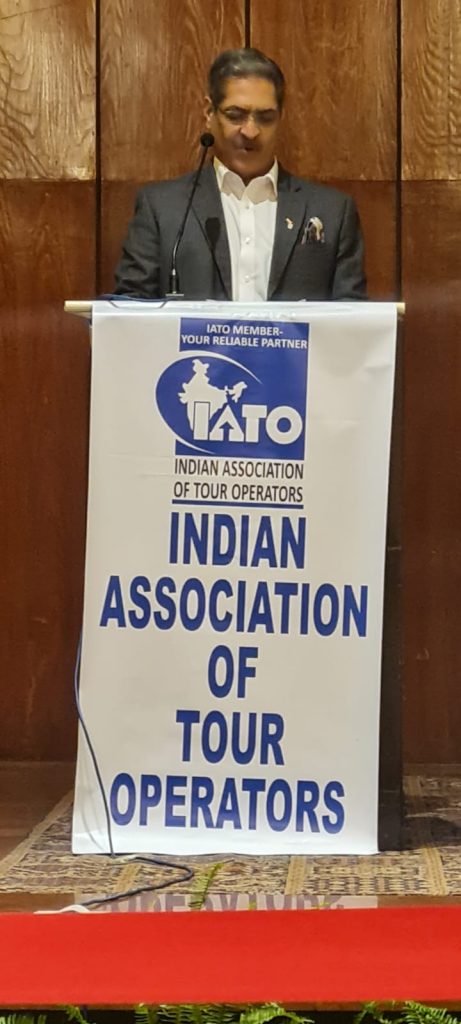 IATO MEMBER-
YOUR RELIABLE PARTNER
IATO
INDIAN ASSOCIATION
OF TOUR OPERATORS
INDIAN
ASSOCIATION
OF
TOUR
OPERATORS